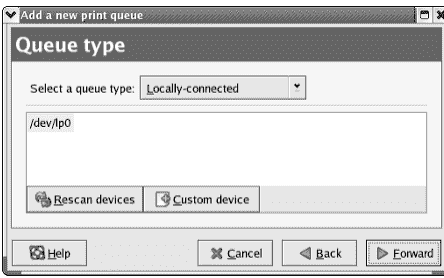 Add a new print queue
Queue type
Select a queue type: Locally-connected
/dev/lp0
Rescan devices Custom device
Help Cancel Back Forward